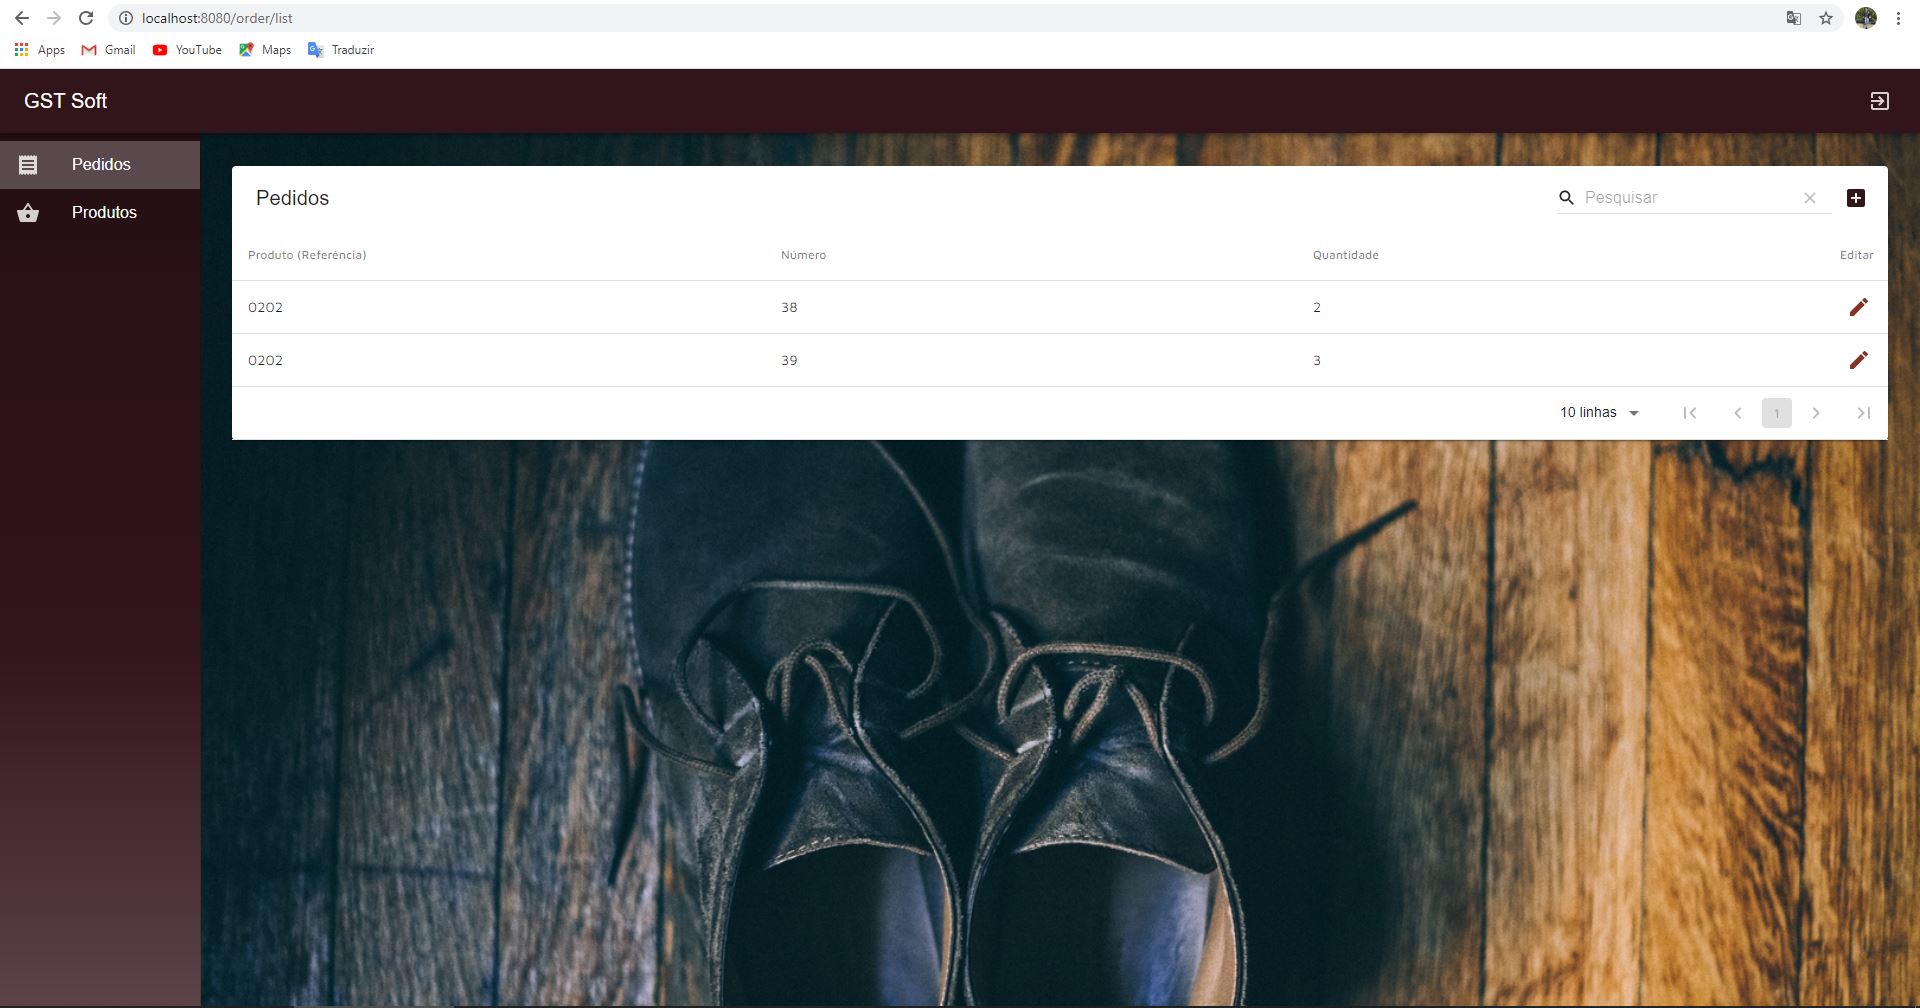 localhost:8080/order/list
Apps Gmail YouTube Maps Traduzir
GST Soft
Pedidos
Produtos
Pedidos Pesquisar
Produto (Referência) Número Quantidade Editar
0202 38 2
0202 39 3
10 linhas 1